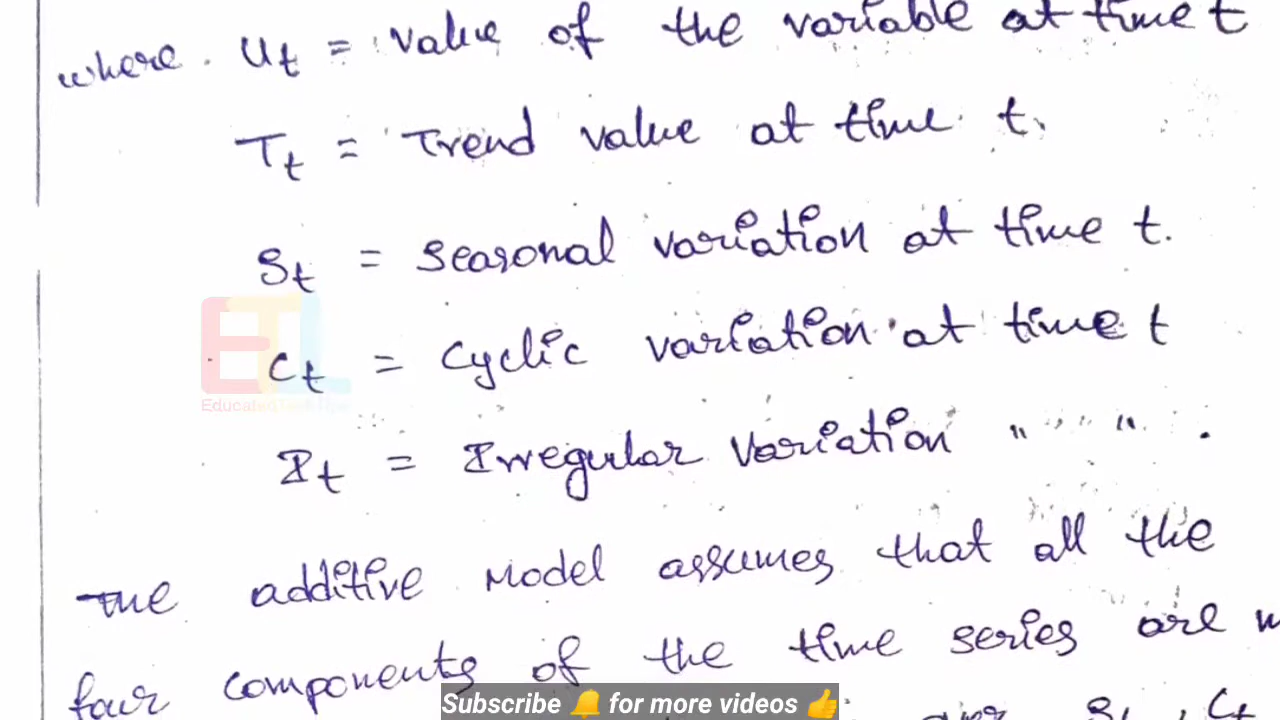 where. Ut = value of the variable at time t
Tt = Trend value at time t.
St = seasonal variation at time t.
Ct = Cyclic variation at time t
It = Irregular variation " " .
The additive Model assumes that all the
four components of the time series are
St, Ct
Subscribe 🔔 for more videos 👍